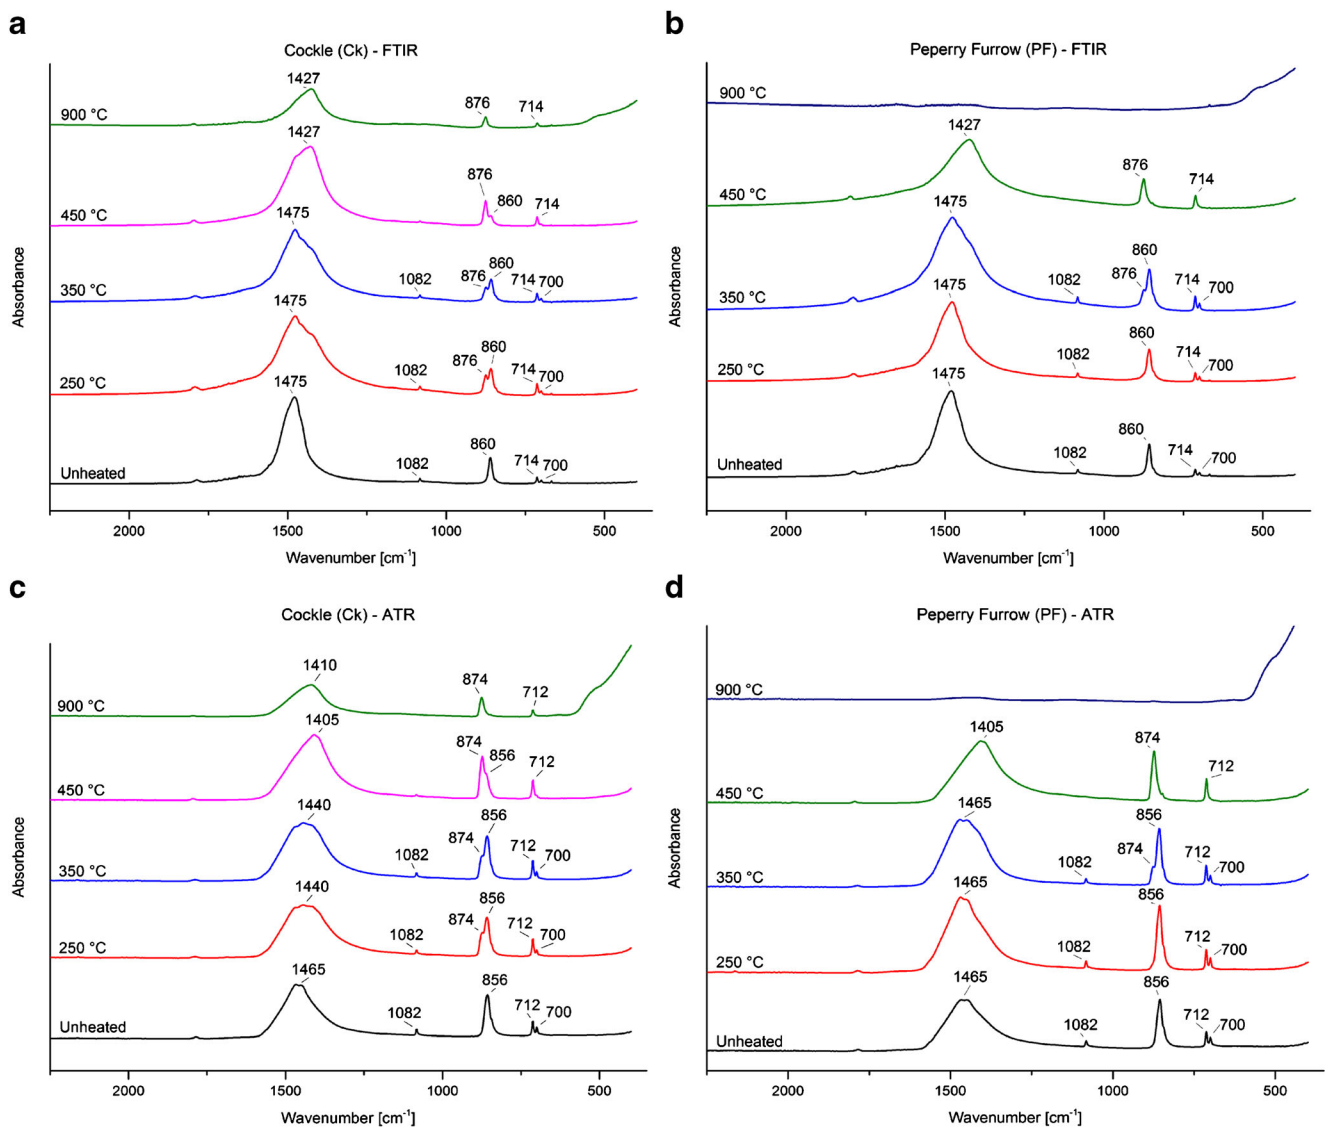 a
Cockle (Ck) - FTIR
900 °C
1427
876
714
450 °C
1427
876
860
714
350 °C
1475
1082
876
860
714
700
250 °C
1475
1082
876
860
714
700
Unheated
1475
1082
860
714
700
Absorbance
2000
1500
1000
500
Wavenumber [cm-1]
b
Peperry Furrow (PF) - FTIR
900 °C
450 °C
1427
876
714
350 °C
1475
1082
876
860
714
700
250 °C
1475
1082
860
714
700
Unheated
1475
1082
860
714
700
Absorbance
2000
1500
1000
500
Wavenumber [cm-1]
c
Cockle (Ck) - ATR
900 °C
1410
874
712
450 °C
1405
874
856
712
350 °C
1440
1082
874
856
712
700
250 °C
1440
1082
874
856
712
700
Unheated
1465
1082
856
712
700
Absorbance
2000
1500
1000
500
Wavenumber [cm-1]
d
Peperry Furrow (PF) - ATR
900 °C
450 °C
1405
874
712
350 °C
1465
1082
874
856
712
700
250 °C
1465
1082
856
712
700
Unheated
1465
1082
856
712
700
Absorbance
2000
1500
1000
500
Wavenumber [cm-1]